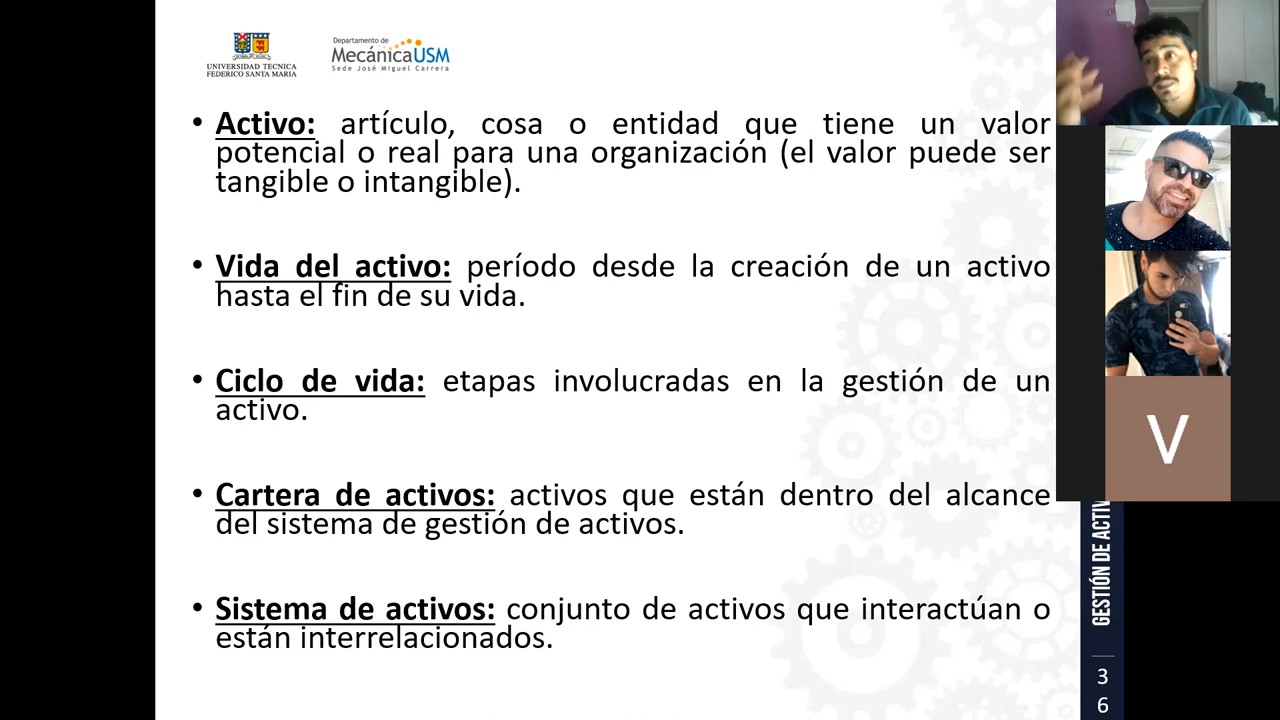 UNIVERSIDAD TECNICA
FEDERICO SANTA MARIA
Departamento de
MecánicaUSM
Sede José Miguel Carrera
• Activo: artículo, cosa o entidad que tiene un valor
potencial o real para una organización (el valor puede ser
tangible o intangible).
• Vida del activo: período desde la creación de un activo
hasta el fin de su vida.
• Ciclo de vida: etapas involucradas en la gestión de un
activo.
• Cartera de activos: activos que están dentro del alcance
del sistema de gestión de activos.
• Sistema de activos: conjunto de activos que interactúan o
están interrelacionados.
V
GESTIÓN DE ACTIV
3
6